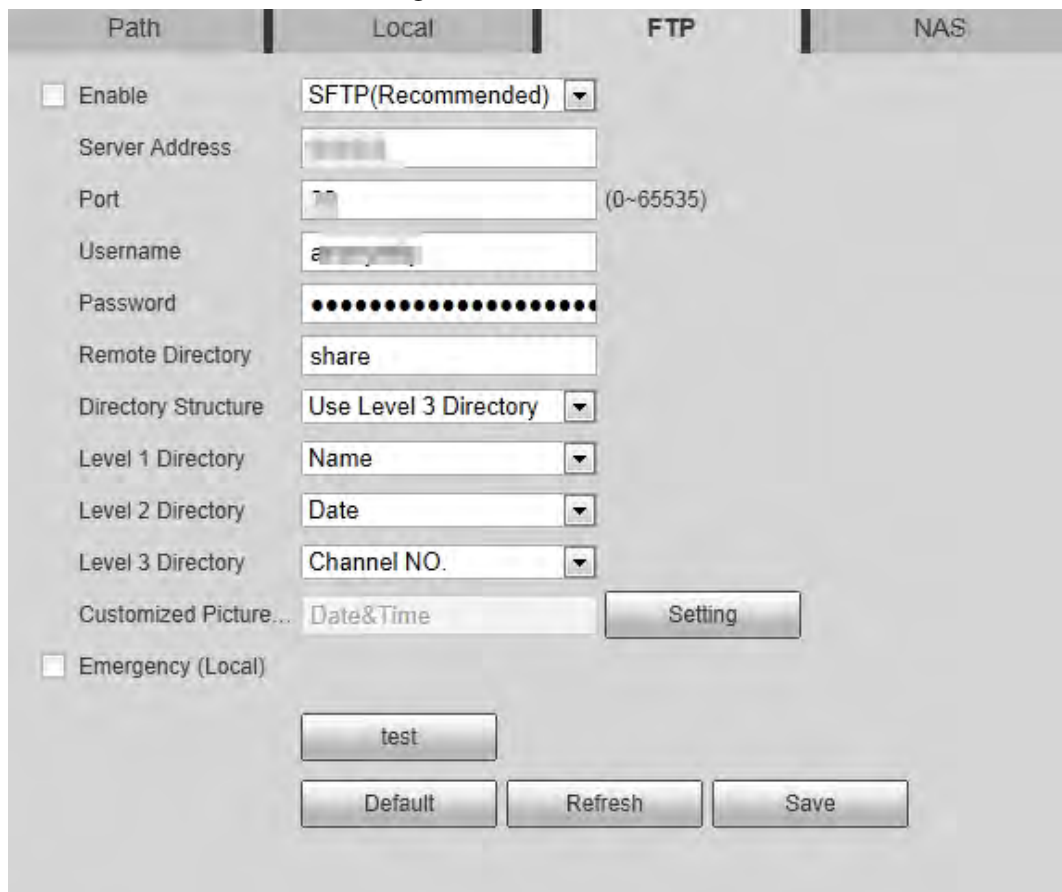 Path Local FTP NAS
Enable SFTP(Recommended)
Server Address
Port (0~65535)
Username
Password
Remote Directory share
Directory Structure Use Level 3 Directory
Level 1 Directory Name
Level 2 Directory Date
Level 3 Directory Channel NO.
Customized Picture... Date&Time Setting
Emergency (Local)
test
Default Refresh Save